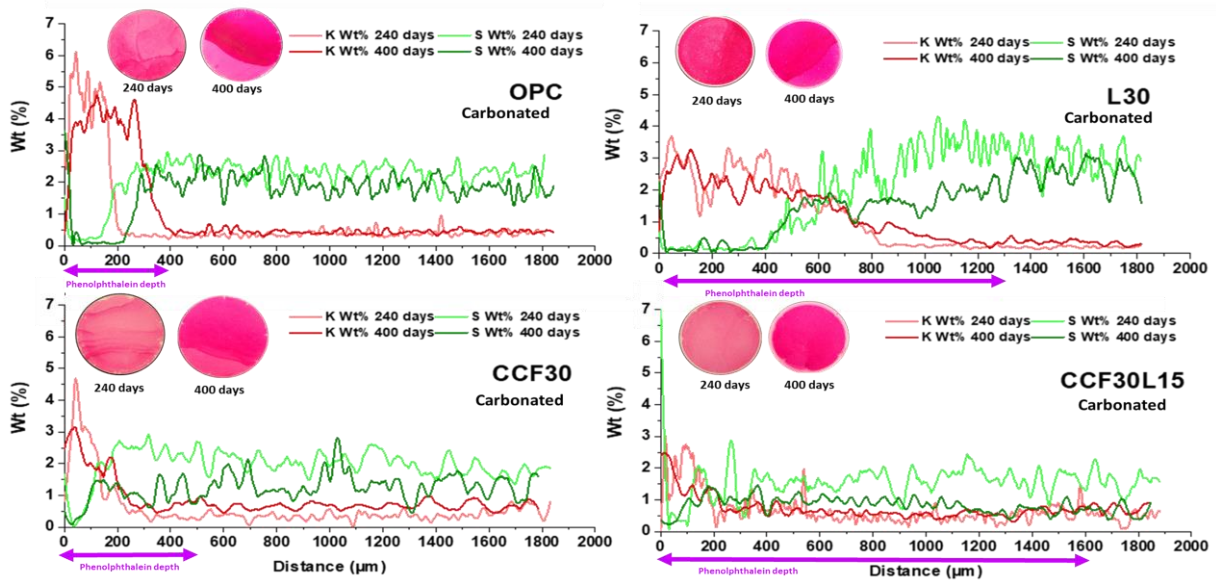 7
6
5
4
3
2
1
0
Wt (%)
K Wt% 240 days
S Wt% 240 days
K Wt% 400 days
S Wt% 400 days
240 days
400 days
OPC
Carbonated
0 200 400 600 800 1000 1200 1400 1600 1800 2000
Phenolphthalein depth
7
6
5
4
3
2
1
0
Wt (%)
K Wt% 240 days
S Wt% 240 days
K Wt% 400 days
S Wt% 400 days
240 days
400 days
L30
Carbonated
0 200 400 600 800 1000 1200 1400 1600 1800 2000
Phenolphthalein depth
7
6
5
4
3
2
1
0
Wt (%)
K Wt% 240 days
S Wt% 240 days
K Wt% 400 days
S Wt% 400 days
240 days
400 days
CCF30
Carbonated
0 200 400 600 800 1000 1200 1400 1600 1800 2000
Phenolphthalein depth
Distance (µm)
7
6
5
4
3
2
1
0
Wt (%)
K Wt% 240 days
S Wt% 240 days
K Wt% 400 days
S Wt% 400 days
240 days
400 days
CCF30L15
Carbonated
0 200 400 600 800 1000 1200 1400 1600 1800 2000
Phenolphthalein depth
Distance (µm)